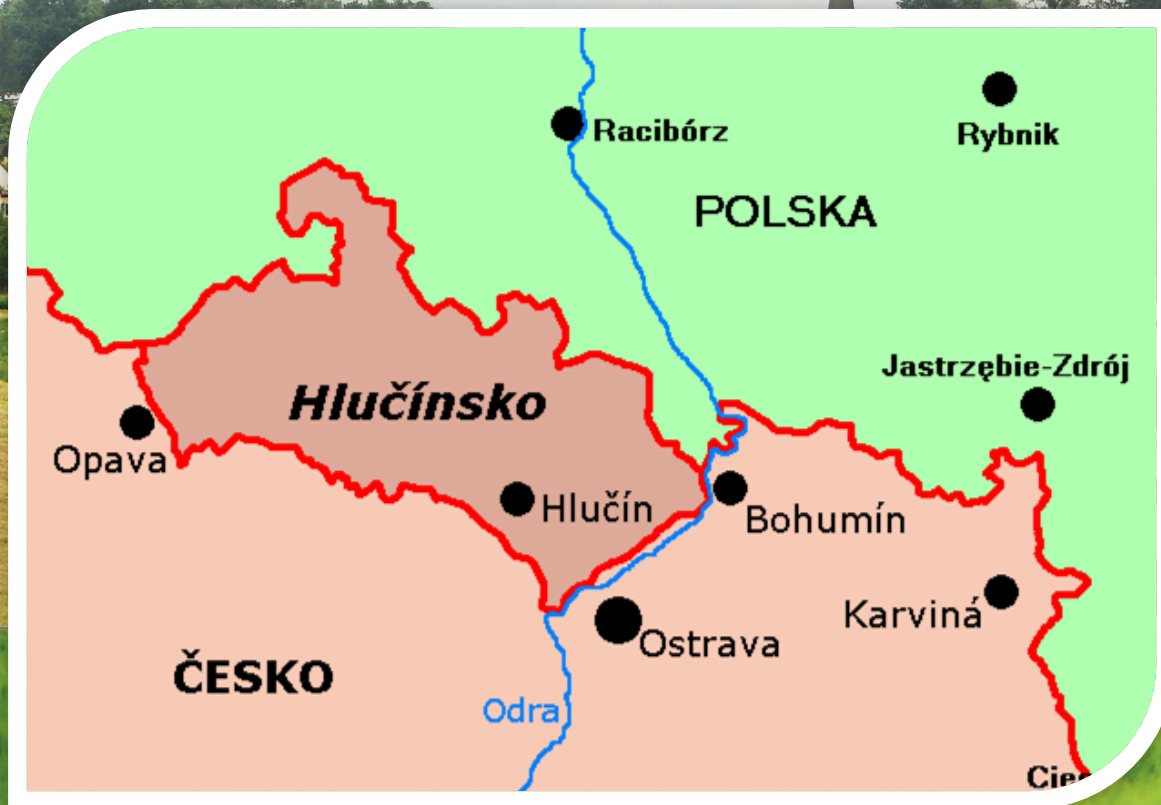 Racibórz
Rybnik
POLSKA
Jastrzębie-Zdrój
Hlučínsko
Opava
Hlučín
Bohumín
Karviná
Ostrava
ČESKO
Odra